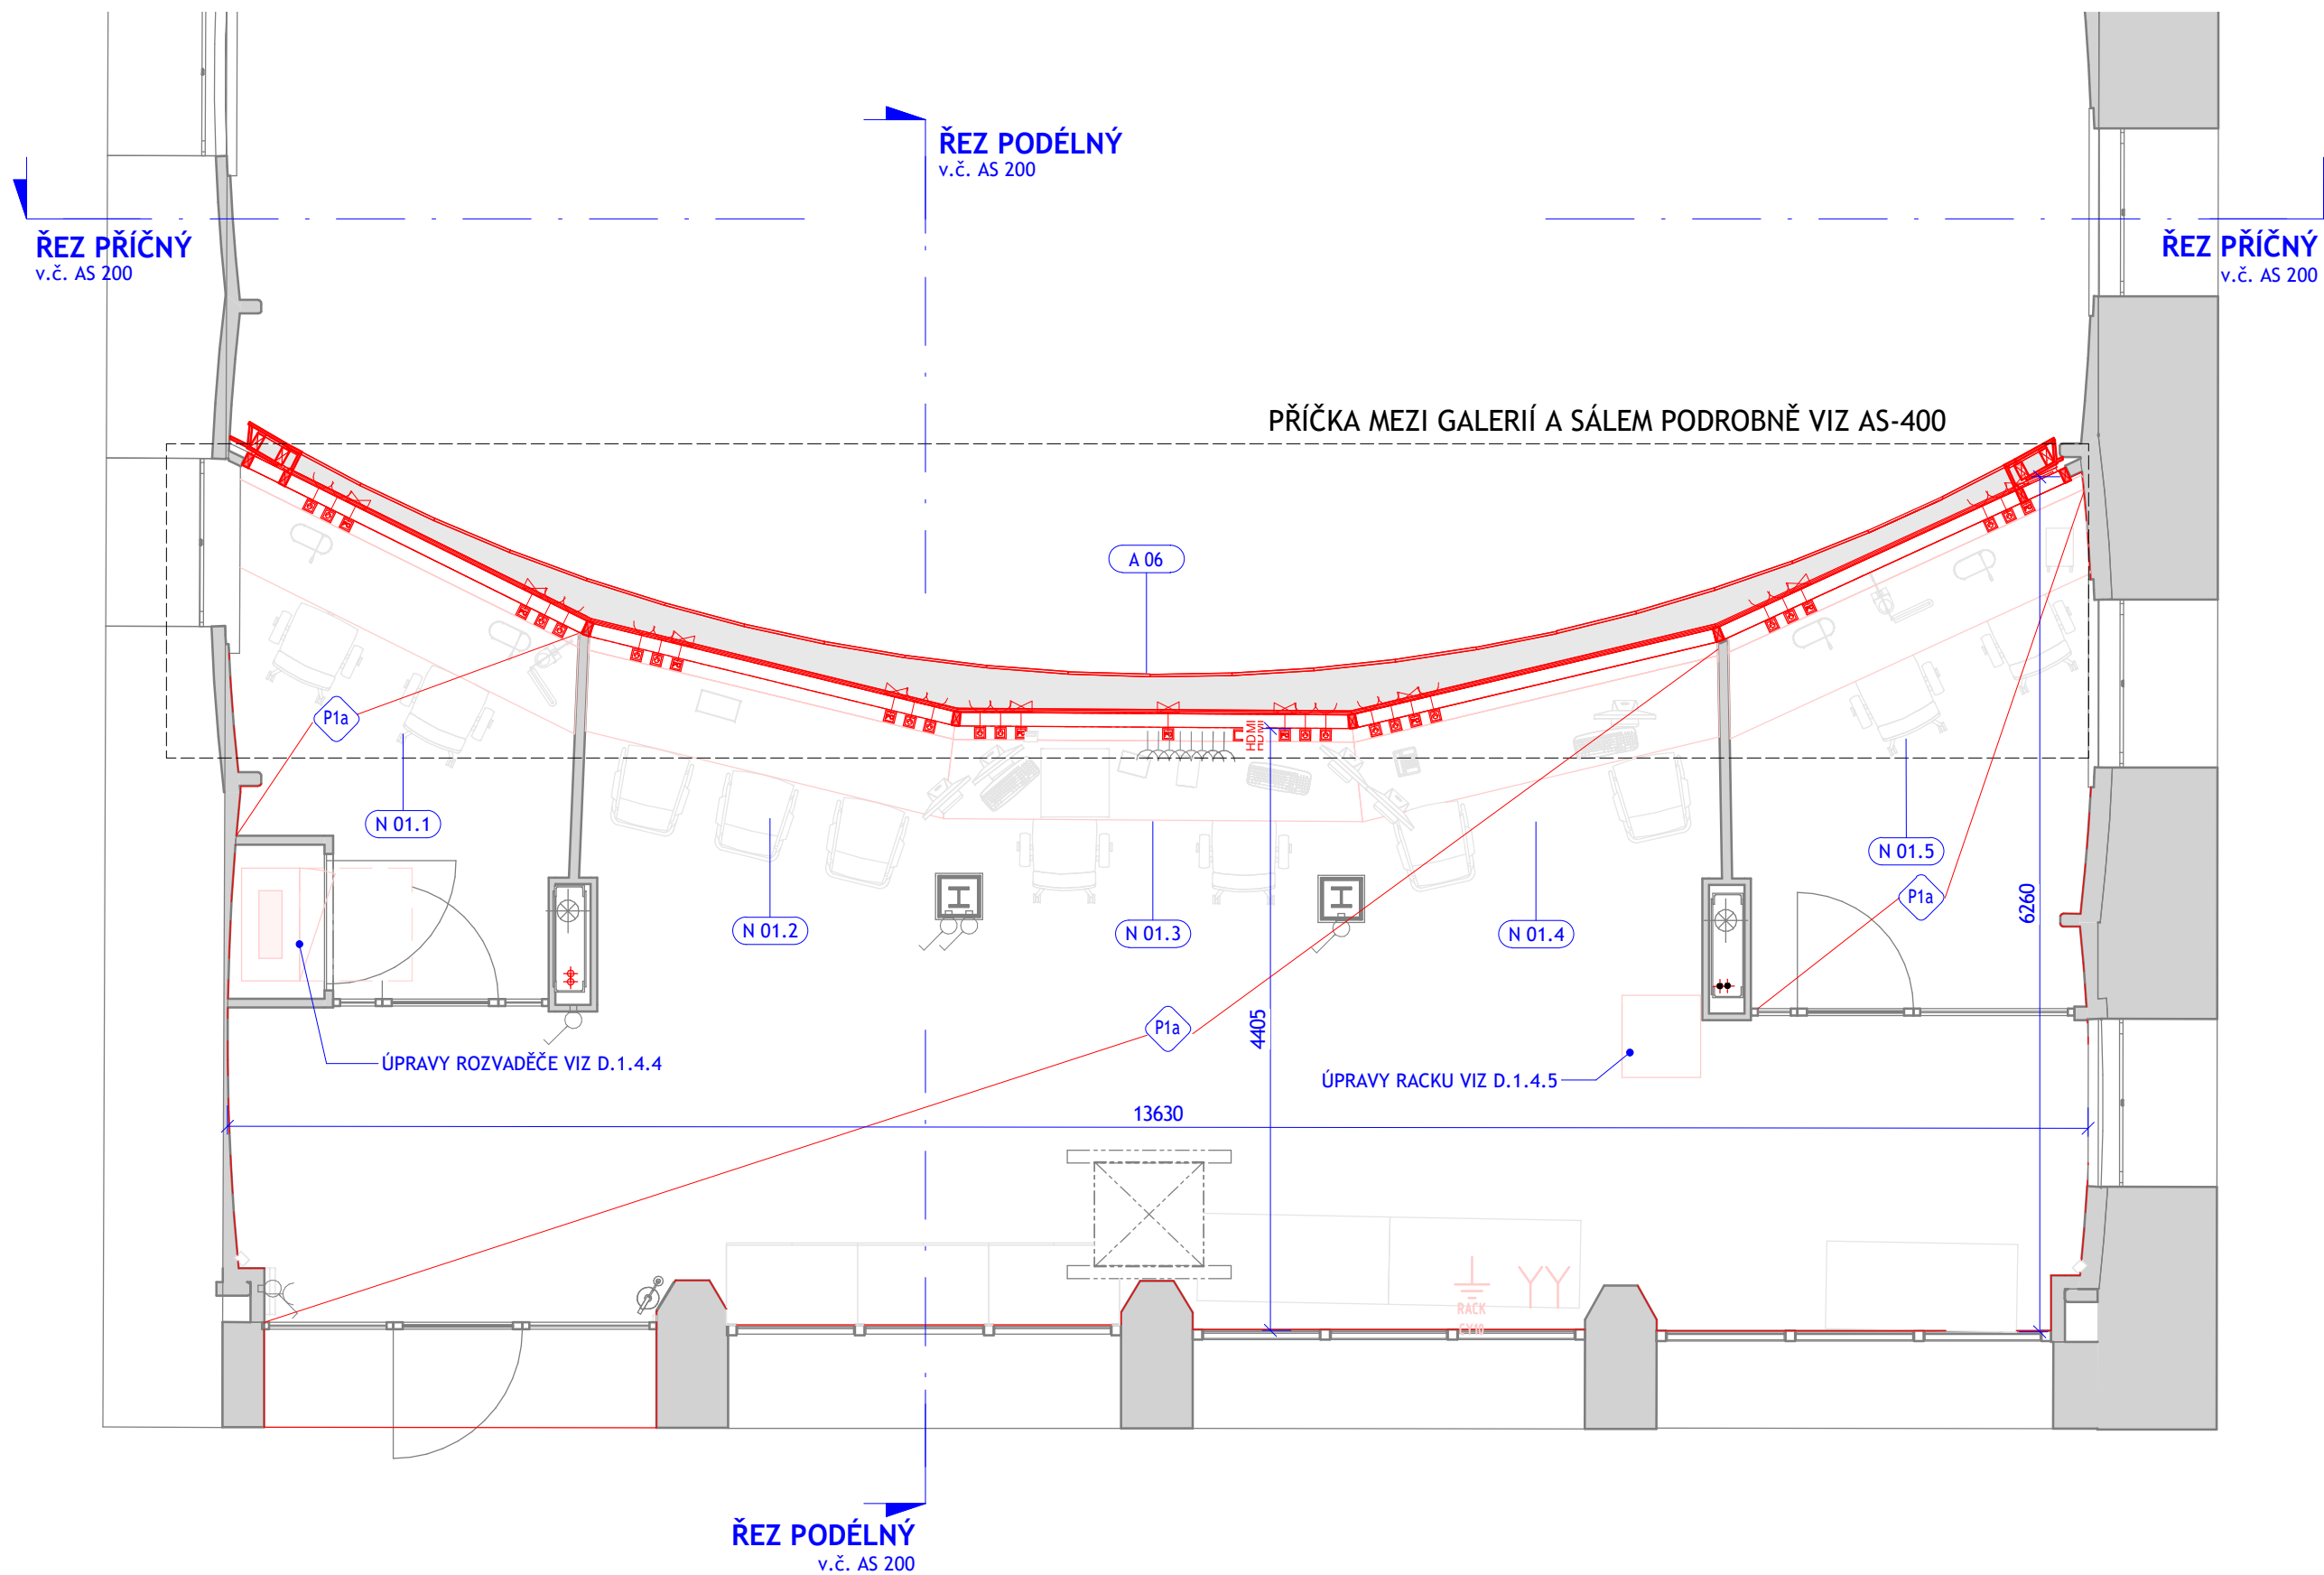 ŘEZ PODÉLNÝ
v.č. AS 200
ŘEZ PŘÍČNÝ
v.č. AS 200
ŘEZ PŘÍČNÝ
v.č. AS 200
PŘÍČKA MEZI GALERIÍ A SÁLEM PODROBNĚ VIZ AS-400
A 06
P1a
HDMI
HDMI
N 01.1
N 01.2
N 01.3
N 01.4
N 01.5
P1a
6260
P1a
4405
ÚPRAVY ROZVADĚČE VIZ D.1.4.4
ÚPRAVY RACKU VIZ D.1.4.5
13630
RACK
CY10
ŘEZ PODÉLNÝ
v.č. AS 200